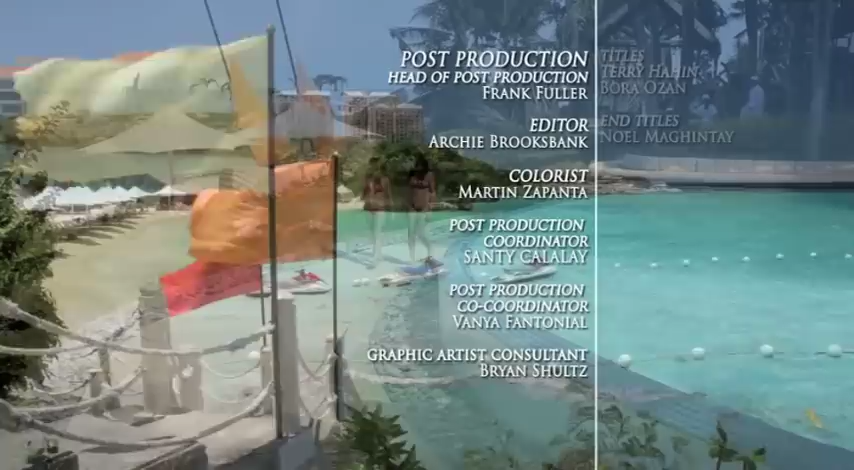 POST PRODUCTION
HEAD OF POST PRODUCTION
FRANK FULLER
EDITOR
ARCHIE BROOKSBANK
COLORIST
MARTIN ZAPANTA
POST PRODUCTION
COORDINATOR
SANTY CALALAY
POST PRODUCTION
CO-COORDINATOR
VANYA FANTONIAL
GRAPHIC ARTIST CONSULTANT
BRYAN SHULTZ
TITLES
TERRY
BORA OZAN
END TITLES
NOEL MAGHINTAY